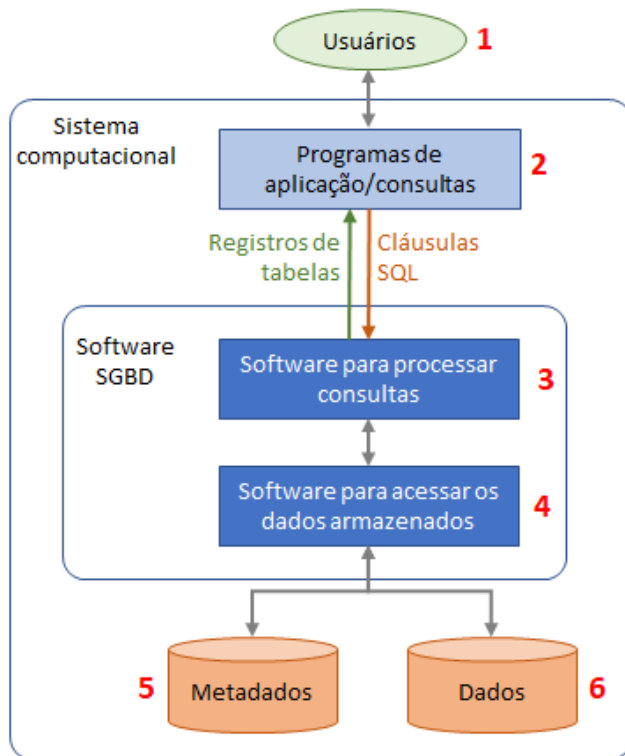 Usuários
1
Sistema
computacional
Programas de
aplicação/consultas
2
Registros de
tabelas
Cláusulas
SQL
Software
SGBD
Software para processar
consultas
3
Software para acessar os
dados armazenados
4
5
Metadados
Dados
6